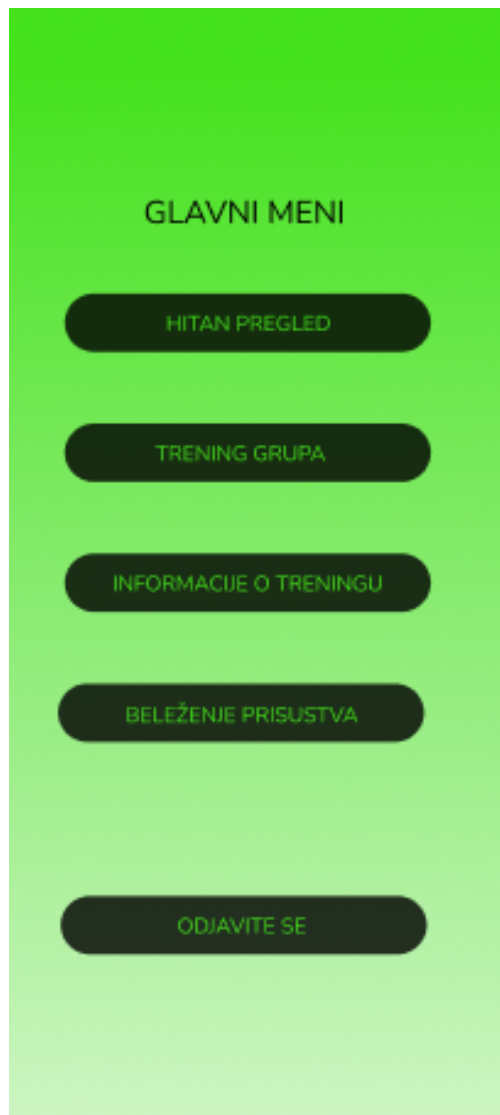 GLAVNI MENI
HITAN PREGLED
TRENING GRUPA
INFORMACIJE O TRENINGU
BELEŽENJE PRISUSTVA
ODJAVITE SE